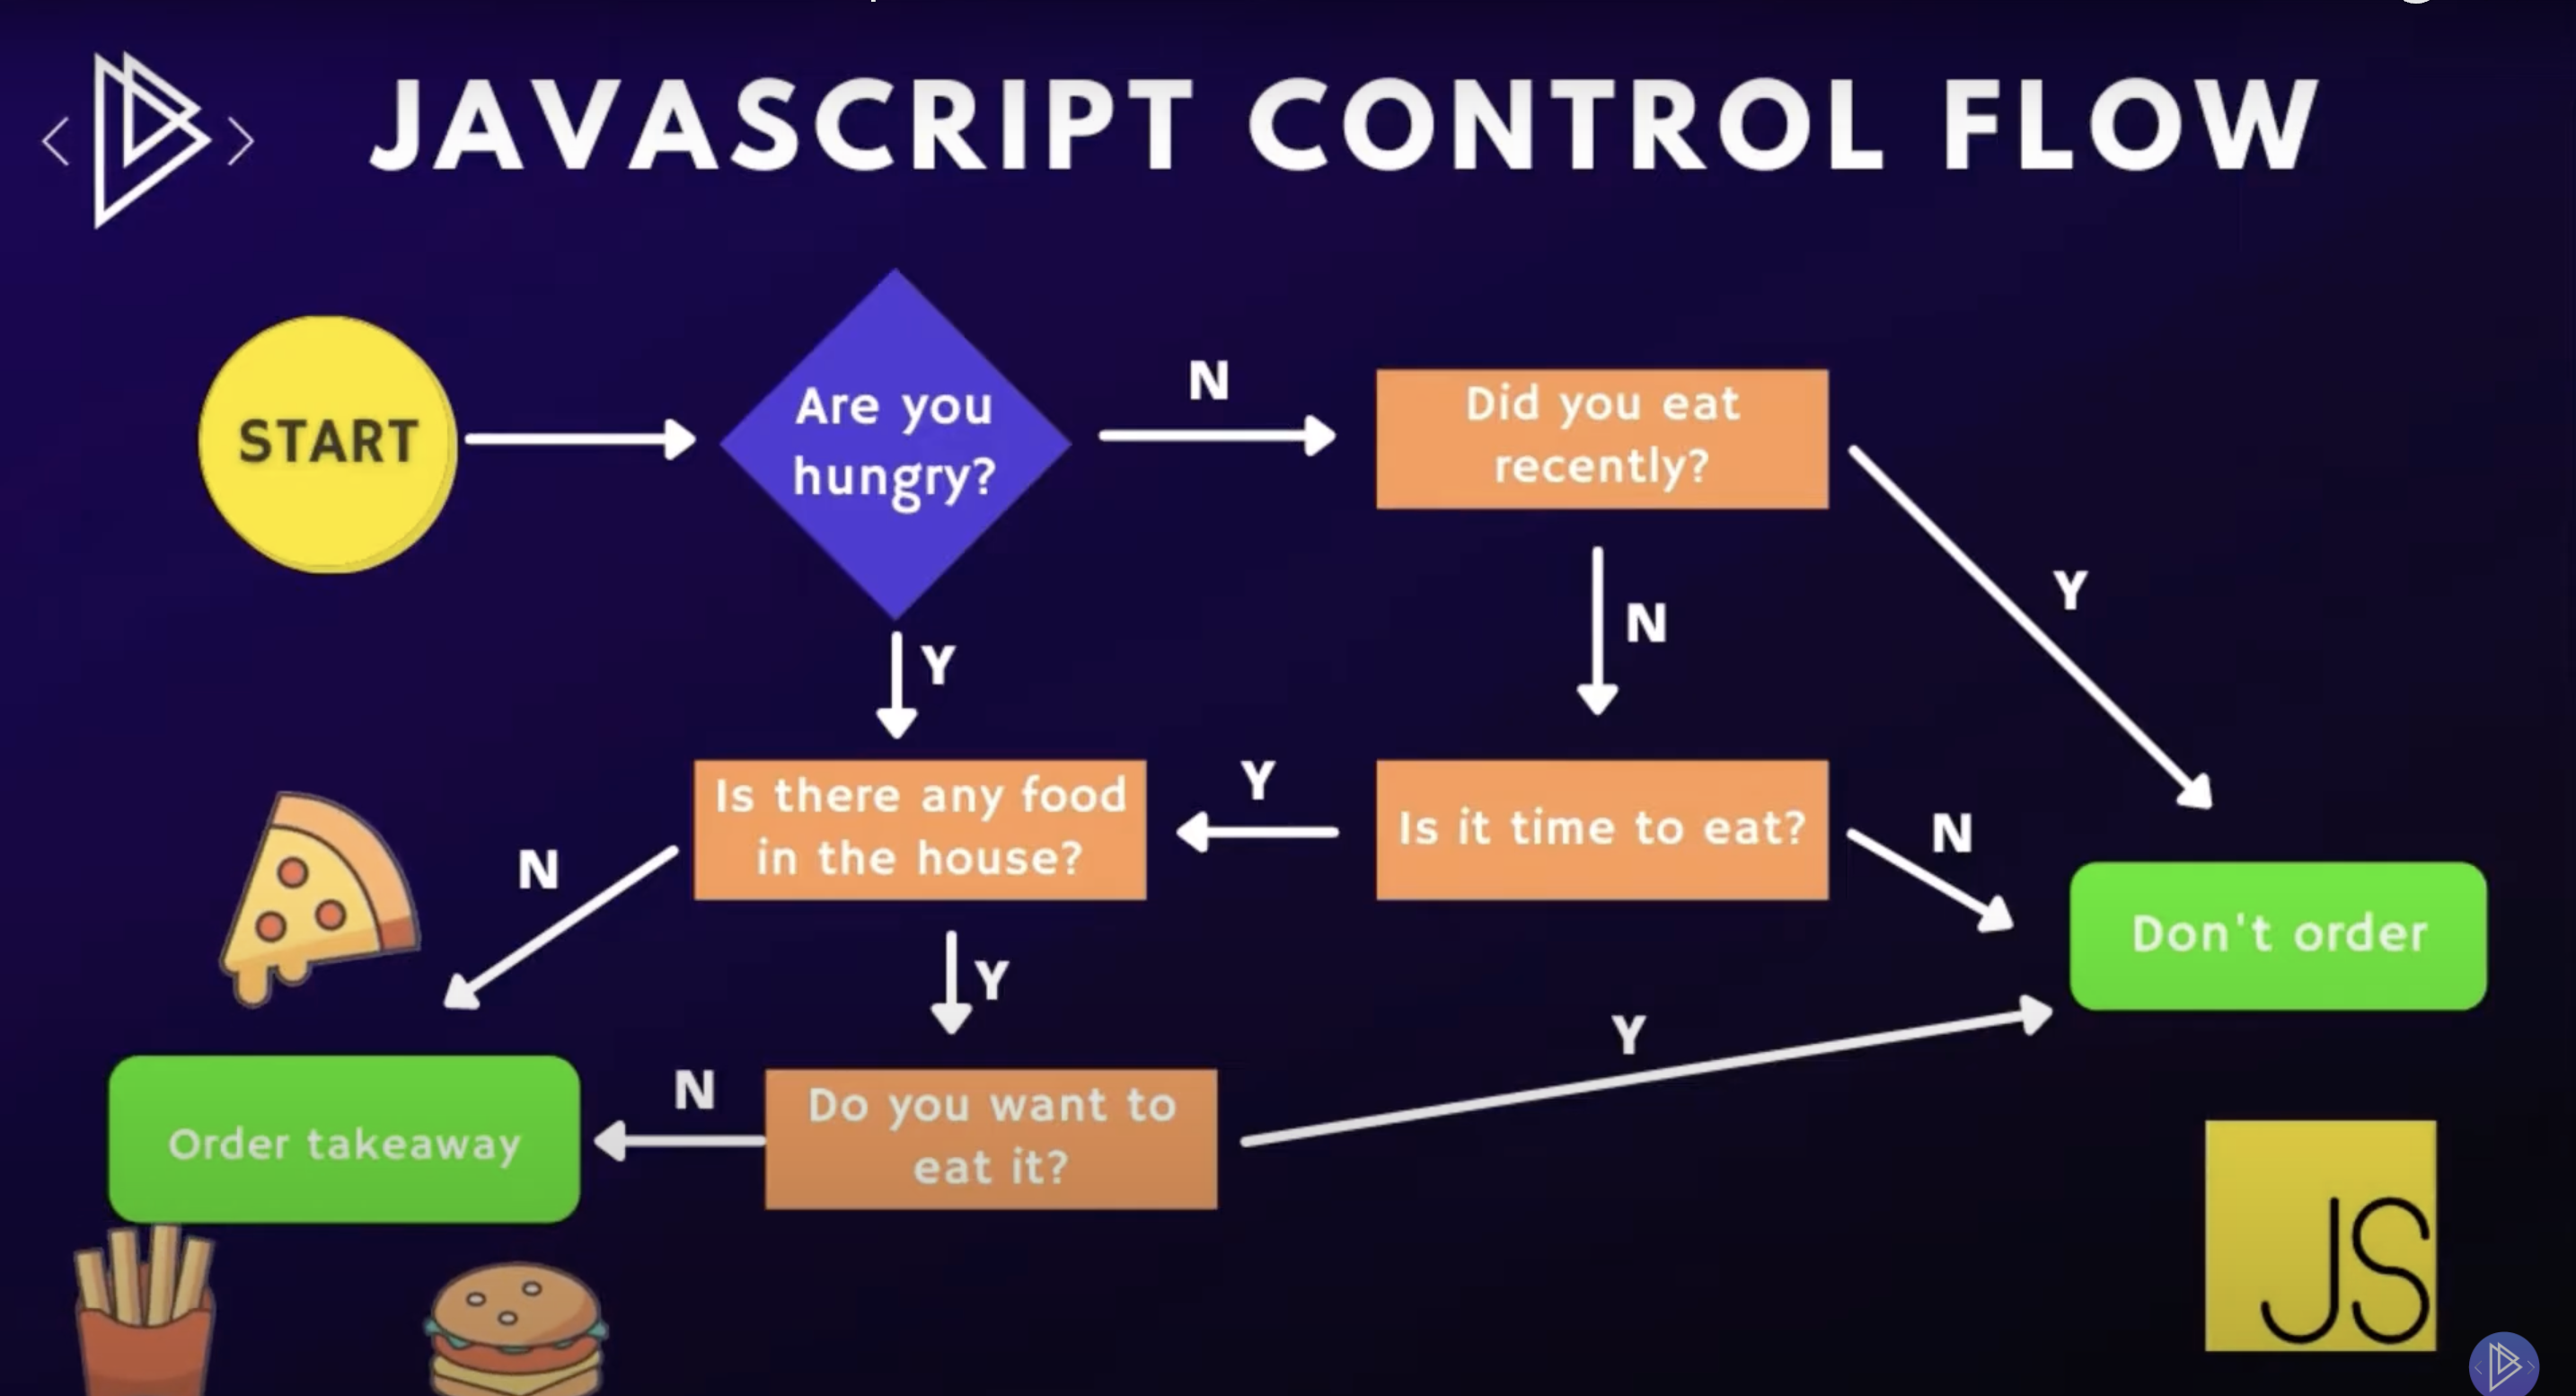 JAVASCRIPT CONTROL FLOW
START
Are you
hungry?
N
Did you eat
recently?
Y
N
Y
Is there any food
in the house?
Y
Is it time to eat?
N
N
Y
Don't order
Y
Order takeaway
N
Do you want to
eat it?
JS